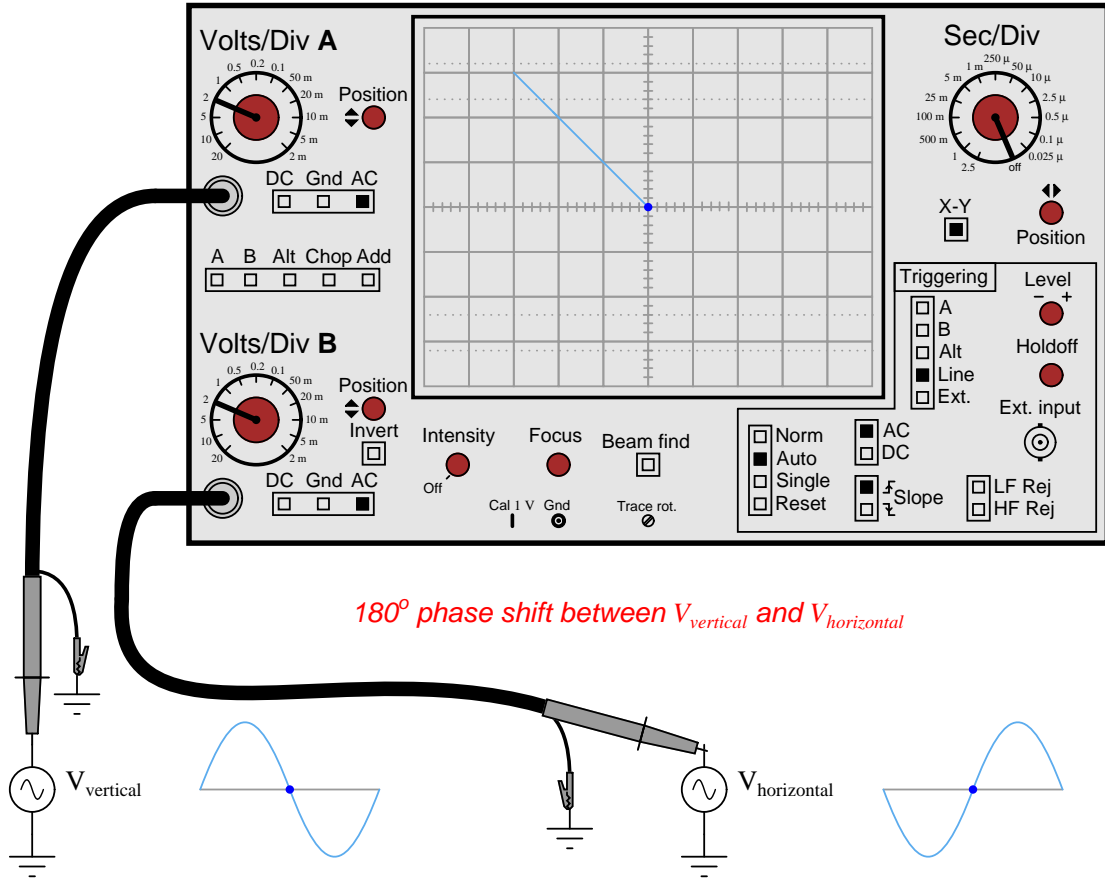 Volts/Div A
20 10 5 2 1 0.5 0.2 0.1 50 m 20 m 10 m 5 m 2 m
Position
DC Gnd AC
A B Alt Chop Add
Volts/Div B
20 10 5 2 1 0.5 0.2 0.1 50 m 20 m 10 m 5 m 2 m
Position
Invert
DC Gnd AC
Intensity
Off
Focus
Beam find
Cal 1 V Gnd
Trace rot.
Sec/Div
2.5 1 500 m 100 m 25 m 5 m 1 m 250 µ 50 µ 10 µ 2.5 µ 0.5 µ 0.1 µ 0.025 µ off
X-Y
Position
Triggering
A
B
Alt
Line
Ext.
Level
− +
Holdoff
Ext. input
Norm
Auto
Single
Reset
AC
DC
Slope
LF Rej
HF Rej
180o phase shift between Vvertical and Vhorizontal
Vvertical
Vhorizontal